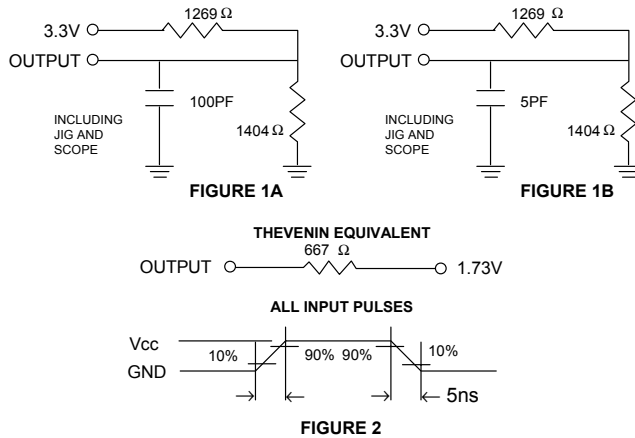 1269 Ω
3.3V
OUTPUT
100PF
INCLUDING
JIG AND
SCOPE
1404 Ω
FIGURE 1A
1269 Ω
3.3V
OUTPUT
5PF
INCLUDING
JIG AND
SCOPE
1404 Ω
FIGURE 1B
THEVENIN EQUIVALENT
667 Ω
OUTPUT 1.73V
ALL INPUT PULSES
Vcc
10% 90% 90% 10%
GND
5ns
FIGURE 2